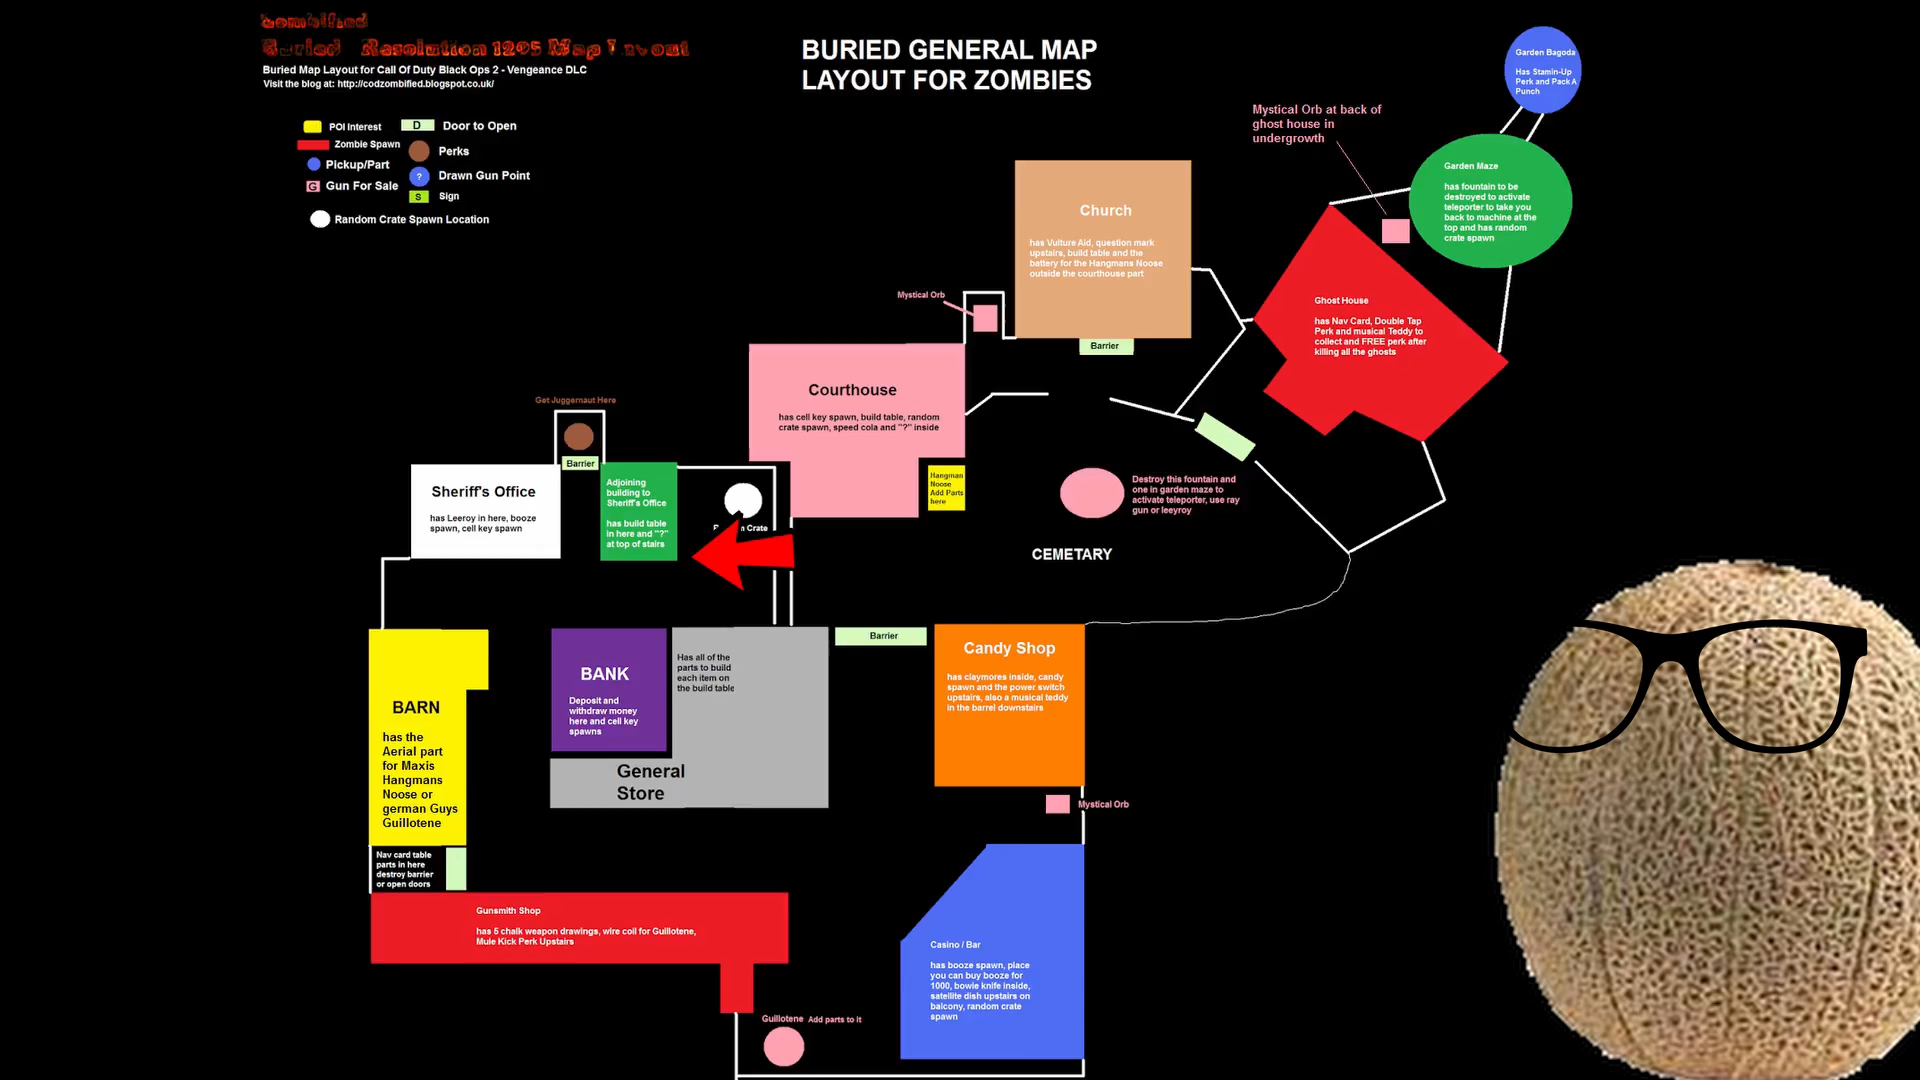 Zombified
Buried Resolution 1295 Map Layout
Buried Map Layout for Call Of Duty Black Ops 2 - Vengeance DLC
Visit the blog at: http://codzombified.blogspot.co.uk/
BURIED GENERAL MAP
LAYOUT FOR ZOMBIES
POI Interest
D
Door to Open
Zombie Spawn
Perks
Pickup/Part
?
Drawn Gun Point
G
Gun For Sale
S
Sign
Random Crate Spawn Location
Garden Bagoda
Has Stamin-Up
Perk and Pack A
Punch
Mystical Orb at back of
ghost house in
undergrowth
Garden Maze
has fountain to be
destroyed to activate
teleporter to take you
back to machine at the
top and has random
crate spawn
Church
has Vulture Aid, question mark
upstairs, build table and the
battery for the Hangmans Noose
outside the courthouse part
Barrier
Mystical Orb
Ghost House
has Nav Card, Double Tap
Perk and musical Teddy to
collect and FREE perk after
killing all the ghosts
Courthouse
has cell key spawn, build table, random
crate spawn, speed cola and "?" inside
Hangman
Noose
Add Parts
here
Get Juggernaut Here
Barrier
Sheriff's Office
has Leeroy in here, booze
spawn, cell key spawn
Adjoining
building to
Sheriff's Office
has build table
in here and "?"
at top of stairs
Crate
Destroy this fountain and
one in garden maze to
activate teleporter, use ray
gun or leeyroy
CEMETARY
BARN
has the
Aerial part
for Maxis
Hangmans
Noose or
german Guys
Guillotene
BANK
Deposit and
withdraw money
here and cell key
spawns
Has all of the
parts to build
each item on
the build table
General
Store
Barrier
Candy Shop
has claymores inside, candy
spawn and the power switch
upstairs, also a musical teddy
in the barrel downstairs
Mystical Orb
Nav card table
parts in here
destroy barrier
or open doors
Gunsmith Shop
has 5 chalk weapon drawings, wire coil for Guillotene,
Mule Kick Perk Upstairs
Casino / Bar
has booze spawn, place
you can buy booze for
1000, bowie knife inside,
satellite dish upstairs on
balcony, random crate
spawn
Guillotene Add parts to it